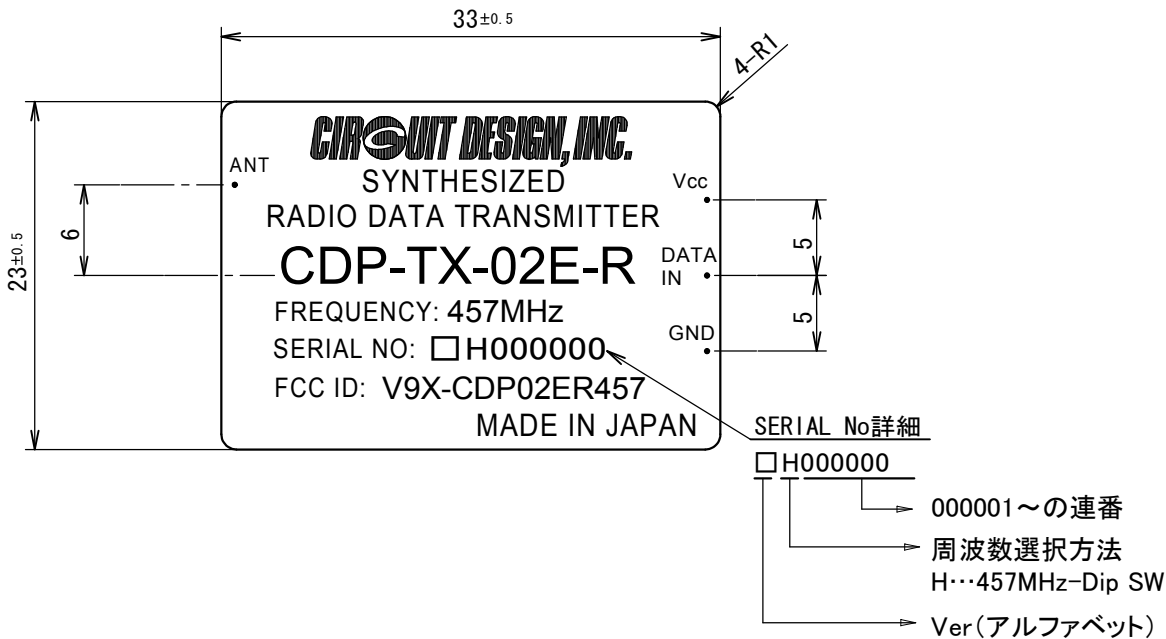 33±0.5
4-R1
23±0.5
6
CIRCUIT DESIGN, INC.
ANT
SYNTHESIZED
Vcc
RADIO DATA TRANSMITTER
CDP-TX-02E-R
DATA
IN
5
FREQUENCY: 457MHz
5
GND
SERIAL NO: □H000000
FCC ID: V9X-CDP02ER457
MADE IN JAPAN
SERIAL No詳細
□H000000
000001～の連番
周波数選択方法
H…457MHz-Dip SW
Ver(アルファベット)